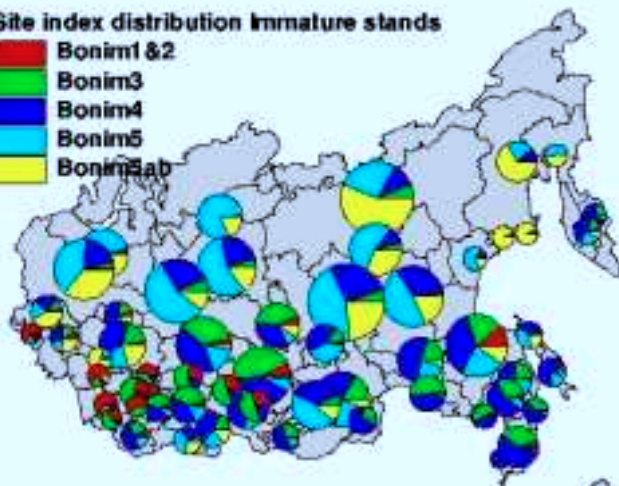 Site index distribution Immature stands
Bonim1&2
Bonim3
Bonim4
Bonim5
Bonim5ab